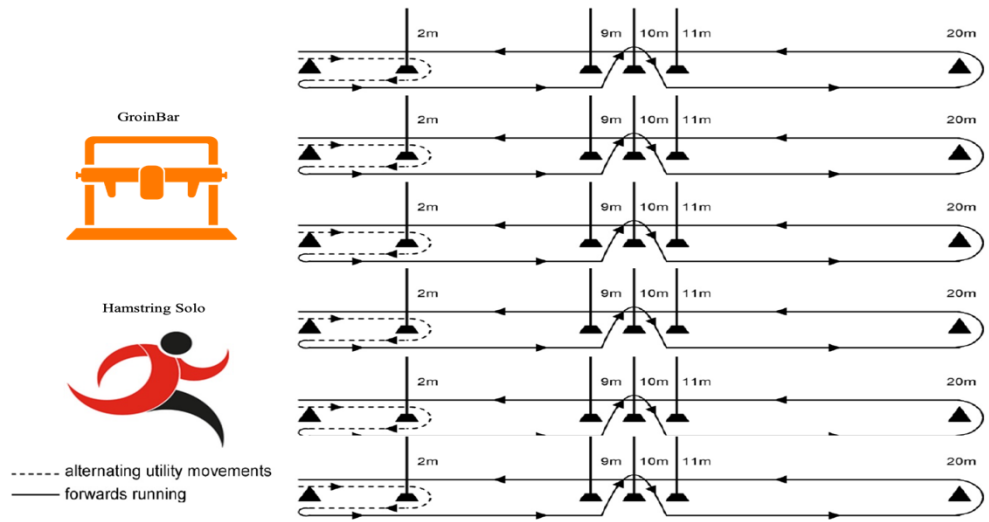 GroinBar
Hamstring Solo
alternating utility movements
forwards running
2m 9m 10m 11m 20m
2m 9m 10m 11m 20m
2m 9m 10m 11m 20m
2m 9m 10m 11m 20m
2m 9m 10m 11m 20m
2m 9m 10m 11m 20m